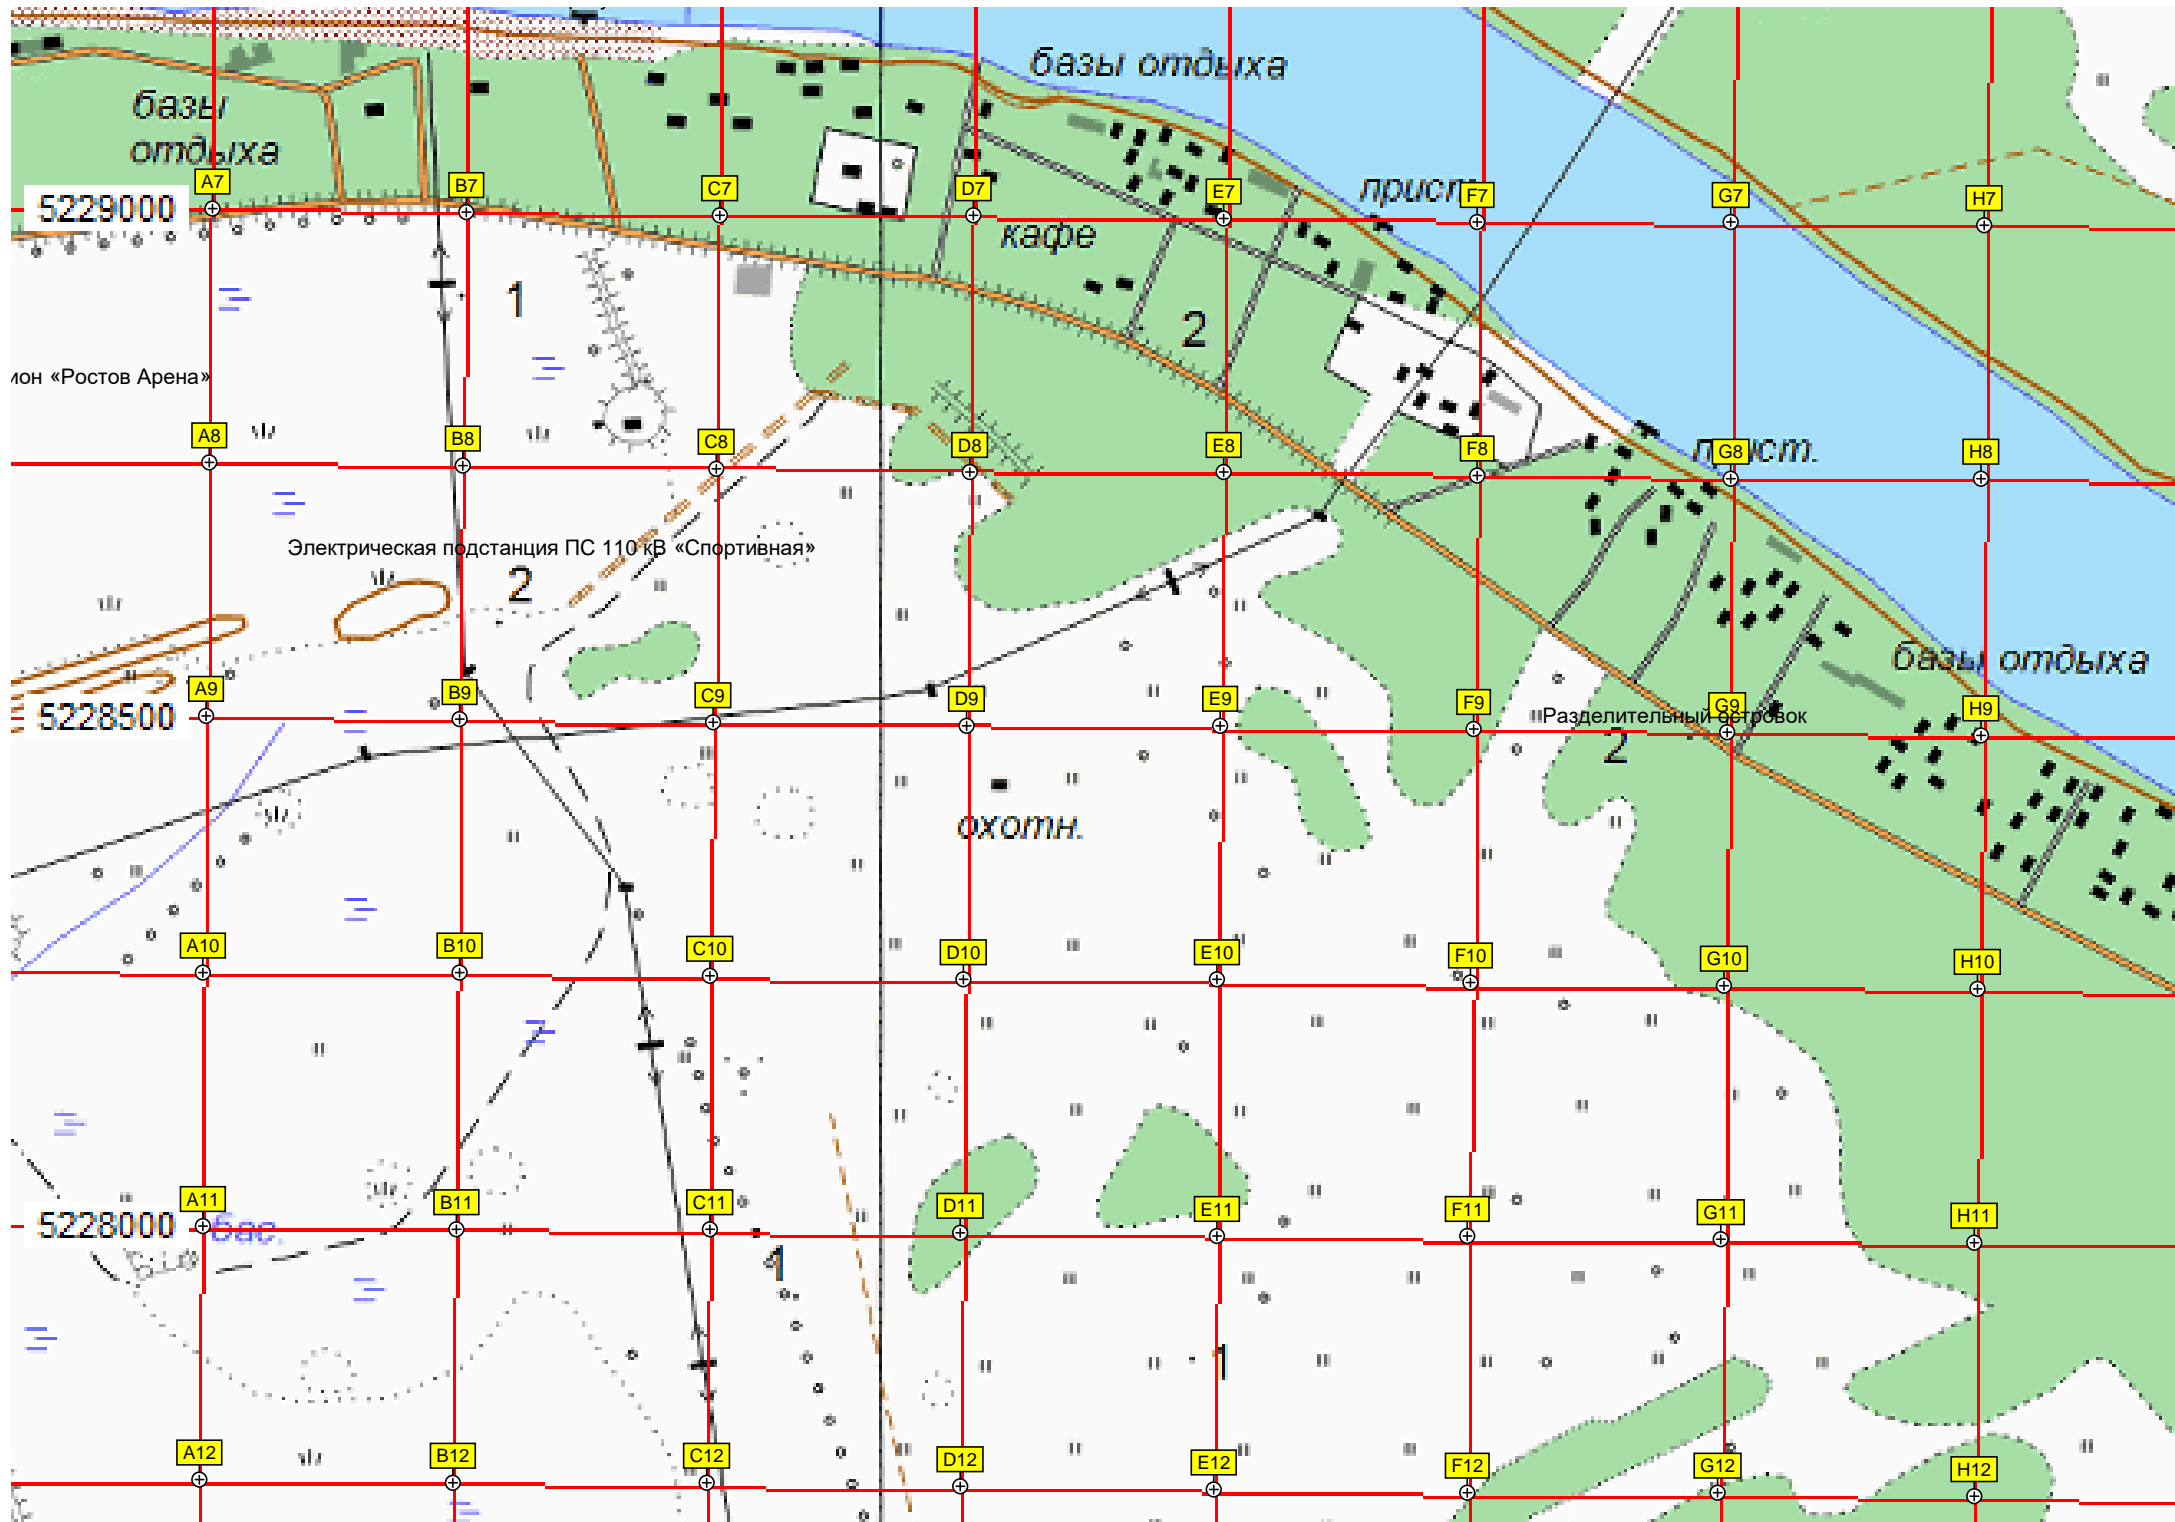 базы отдыха
базы
отдыха
A7
B7
C7
D7
E7
прист.
F7
G7
H7
5229000
кафе
1
2
ион «Ростов Арена»
A8
B8
C8
D8
E8
F8
G8
прист.
H8
Электрическая подстанция ПС 110 кВ «Спортивная»
2
базы отдыха
A9
B9
C9
D9
E9
F9
G9
H9
5228500
Разделительный островок
2
охотн.
A10
B10
C10
D10
E10
F10
G10
H10
A11
B11
C11
D11
E11
F11
G11
H11
5228000
бас.
1
1
A12
B12
C12
D12
E12
F12
G12
H12